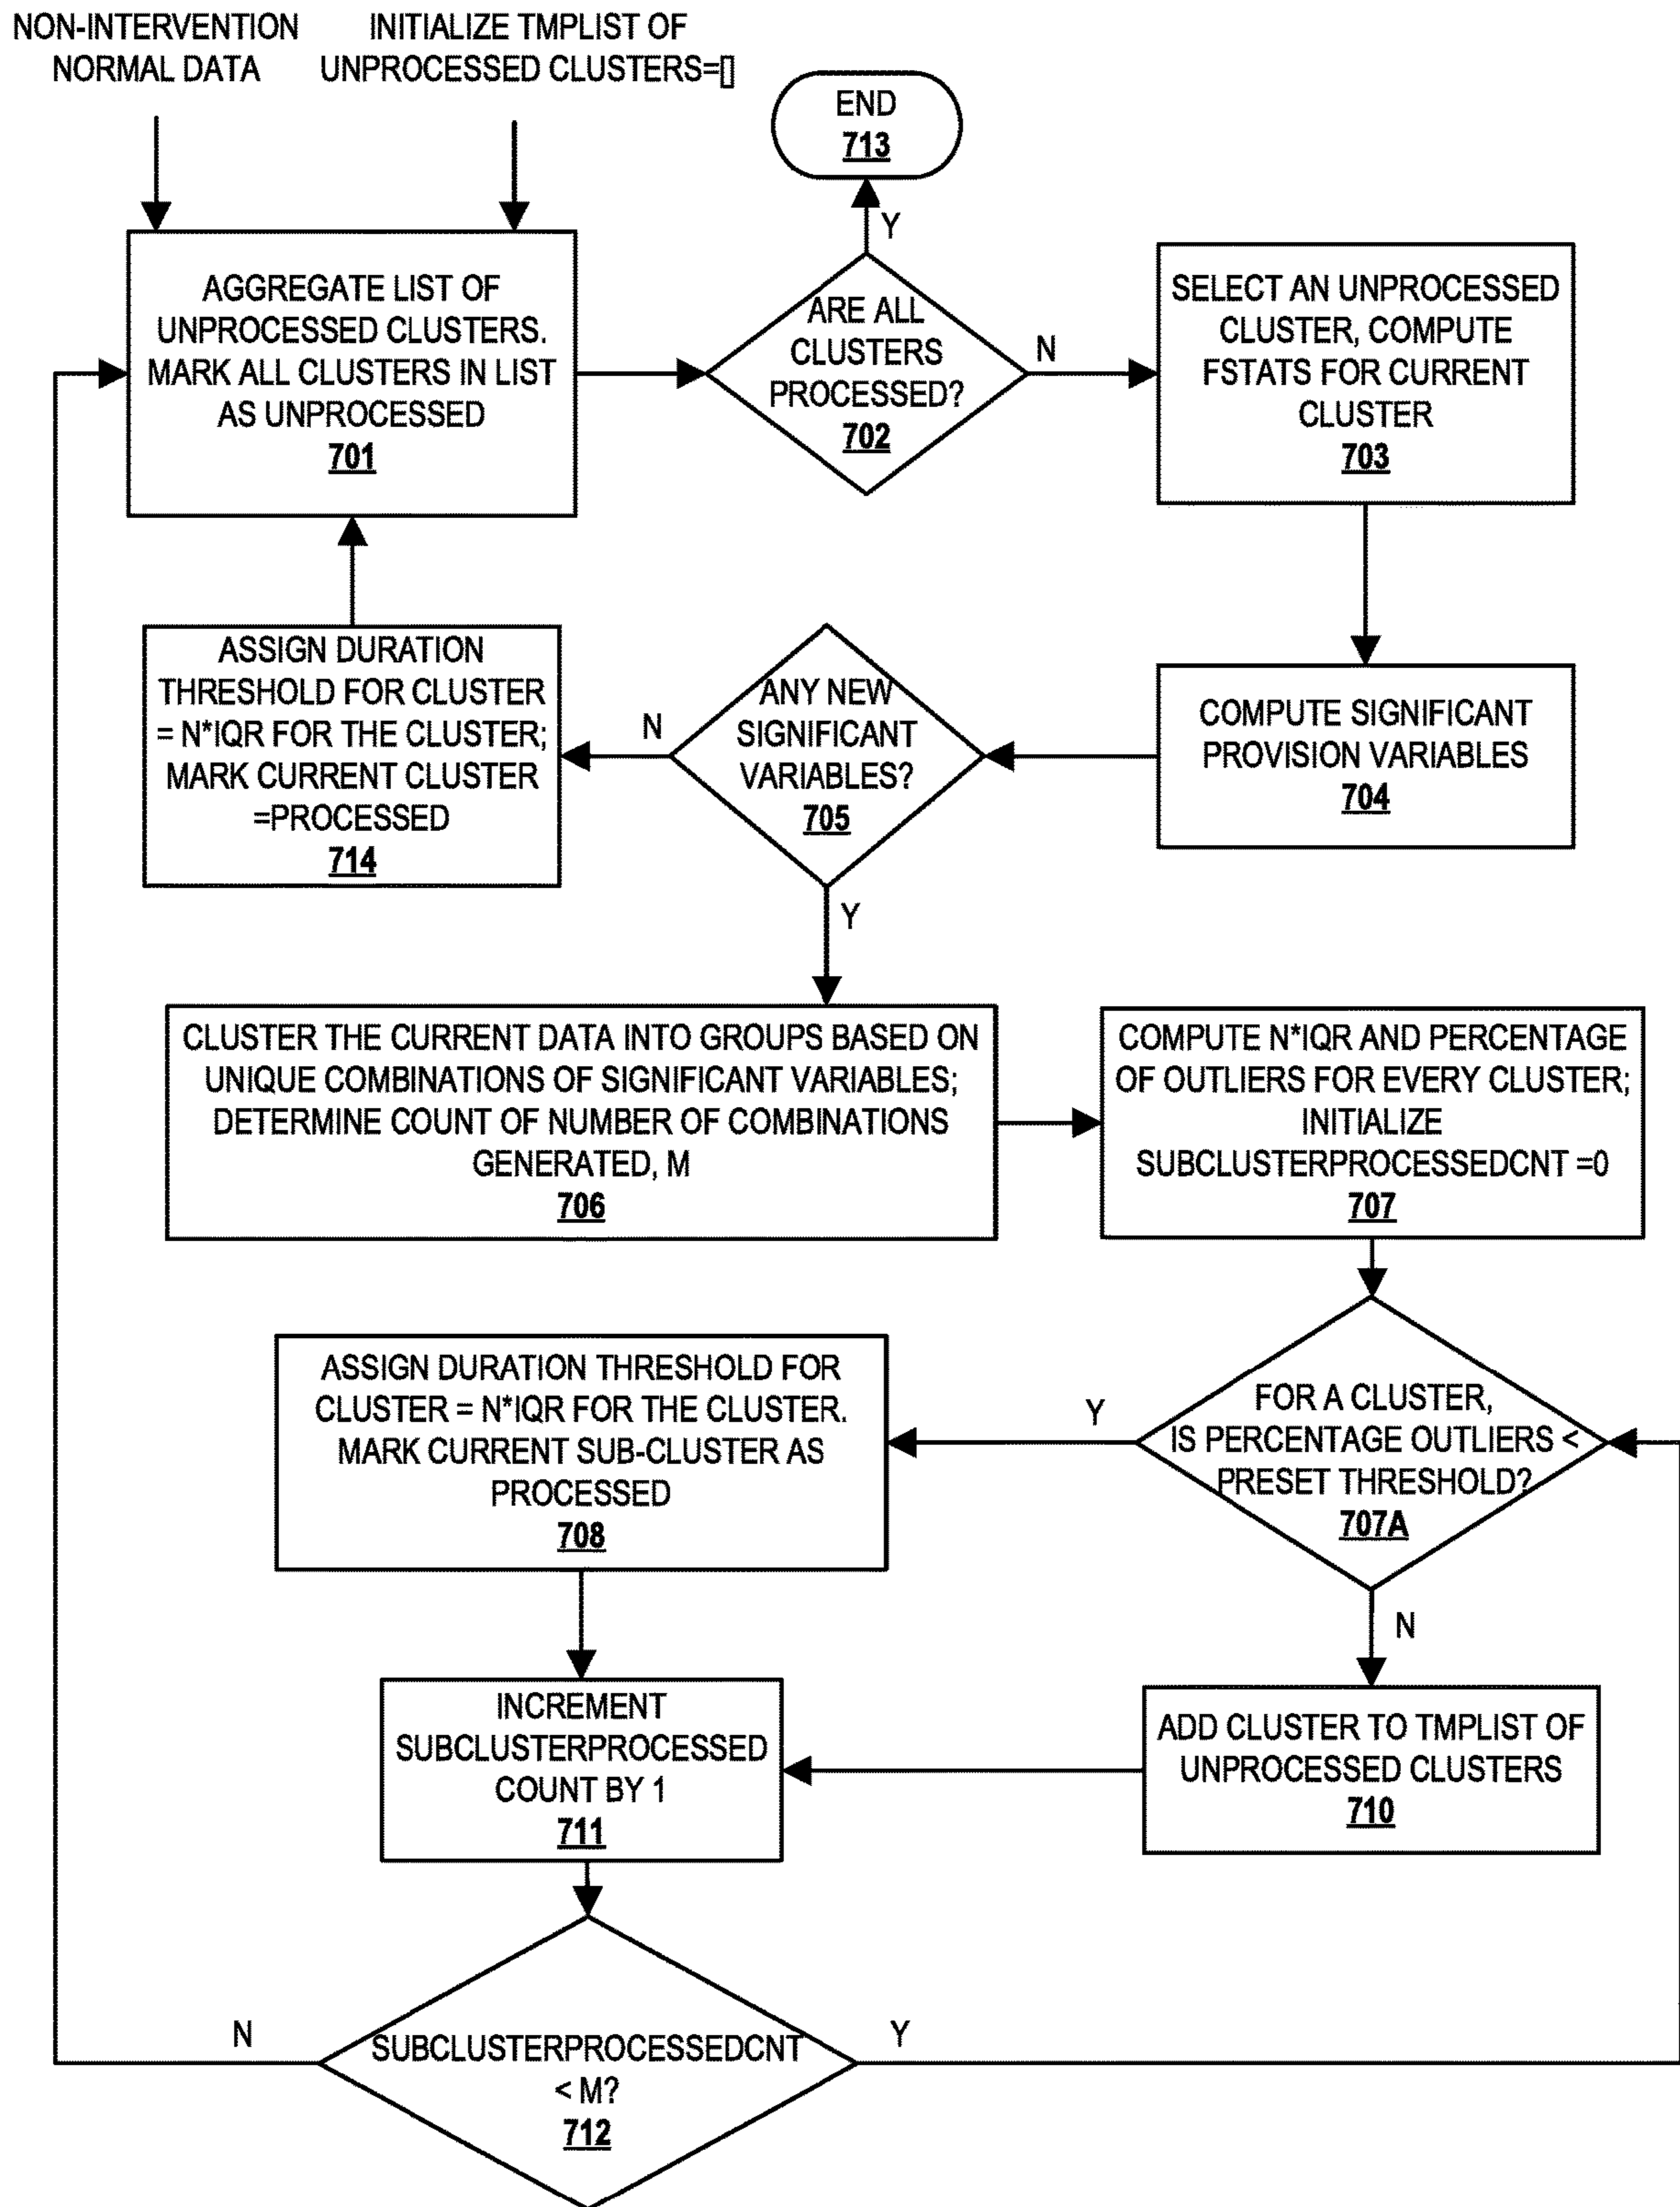 NON-INTERVENTION
NORMAL DATA
INITIALIZE TMPLIST OF
UNPROCESSED CLUSTERS=[]
END
713
Y
AGGREGATE LIST OF
UNPROCESSED CLUSTERS.
MARK ALL CLUSTERS IN LIST
AS UNPROCESSED
701
ARE ALL
CLUSTERS
PROCESSED?
702
N
SELECT AN UNPROCESSED
CLUSTER, COMPUTE
FSTATS FOR CURRENT
CLUSTER
703
ASSIGN DURATION
THRESHOLD FOR CLUSTER
= N*IQR FOR THE CLUSTER;
MARK CURRENT CLUSTER
=PROCESSED
714
N
ANY NEW
SIGNIFICANT
VARIABLES?
705
COMPUTE SIGNIFICANT
PROVISION VARIABLES
704
Y
CLUSTER THE CURRENT DATA INTO GROUPS BASED ON
UNIQUE COMBINATIONS OF SIGNIFICANT VARIABLES;
DETERMINE COUNT OF NUMBER OF COMBINATIONS
GENERATED, M
706
COMPUTE N*IQR AND PERCENTAGE
OF OUTLIERS FOR EVERY CLUSTER;
INITIALIZE
SUBCLUSTERPROCESSEDCNT =0
707
ASSIGN DURATION THRESHOLD FOR
CLUSTER = N*IQR FOR THE CLUSTER.
MARK CURRENT SUB-CLUSTER AS
PROCESSED
708
Y
FOR A CLUSTER,
IS PERCENTAGE OUTLIERS <
PRESET THRESHOLD?
707A
N
INCREMENT
SUBCLUSTERPROCESSED
COUNT BY 1
711
ADD CLUSTER TO TMPLIST OF
UNPROCESSED CLUSTERS
710
N
SUBCLUSTERPROCESSEDCNT
< M?
712
Y